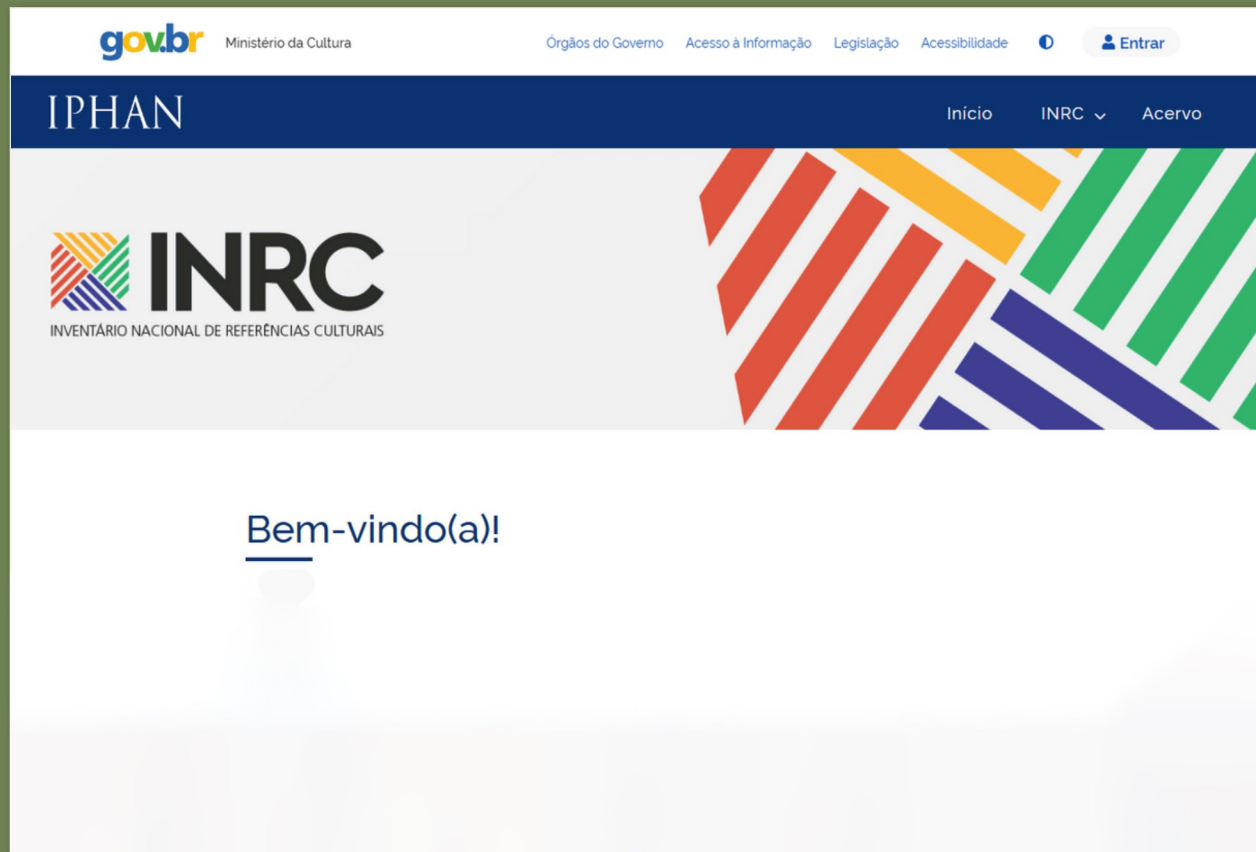 gov.br Ministério da Cultura Órgãos do Governo Acesso à Informação Legislação Acessibilidade Entrar
IPHAN Início INRC Acervo
INRC
INVENTÁRIO NACIONAL DE REFERÊNCIAS CULTURAIS
Bem-vindo(a)!